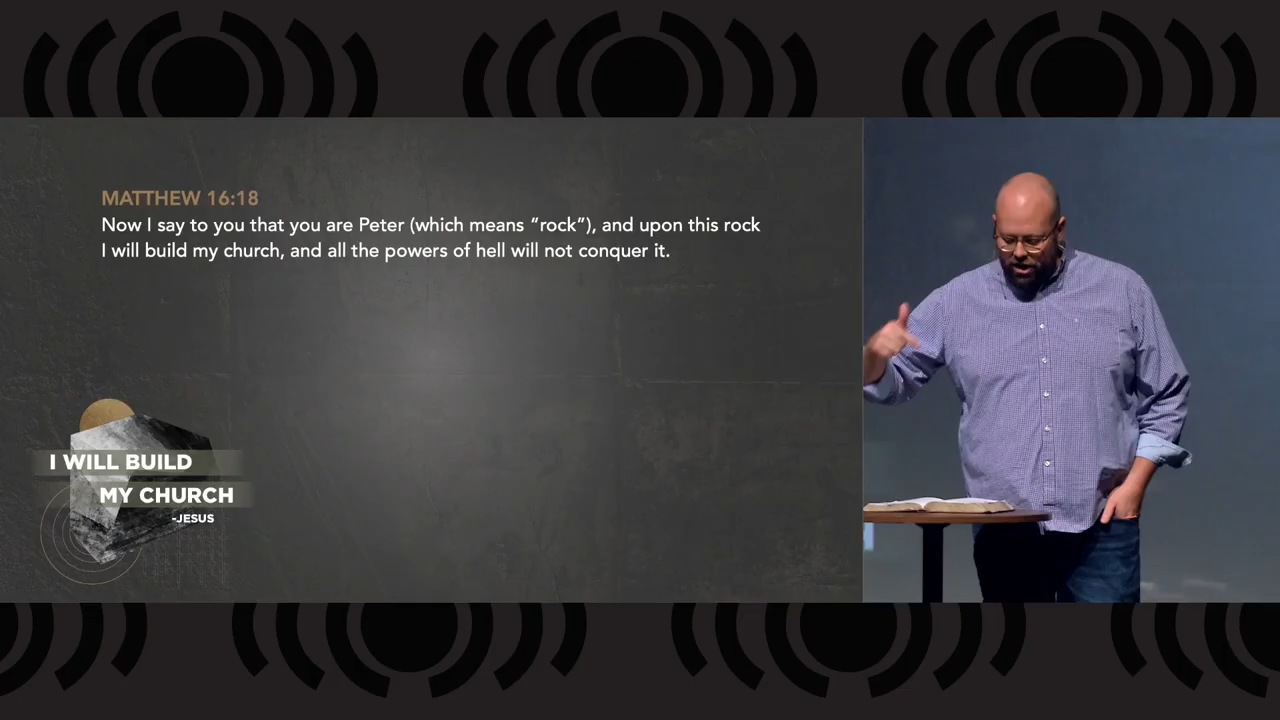 MATTHEW 16:18
Now I say to you that you are Peter (which means “rock”), and upon this rock
I will build my church, and all the powers of hell will not conquer it.
I WILL BUILD
MY CHURCH
-JESUS